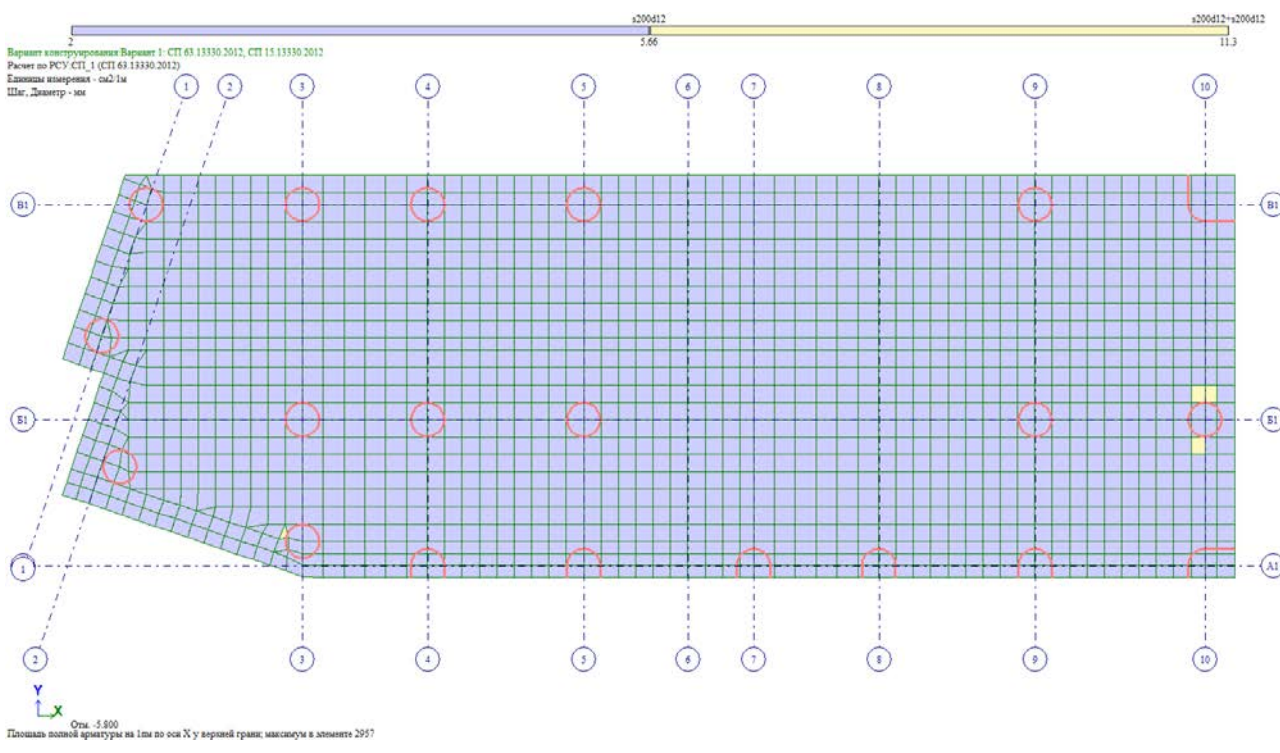 s200d12 s200d12+s200d12
2 5.66 11.3
Вариант конструирования Вариант 1: СП 63.13330.2012, СП 15.13330.2012
Расчет по РСУ:СП_1 (СП 63.13330.2012)
Единицы измерения - см2/1м
Шаг, Диаметр - мм
1 2 3 4 5 6 7 8 9 10
В1 В1
Б1 Б1
1 А1
2 3 4 5 6 7 8 9 10
Y
X
Отм. -5.800
Площадь полной арматуры на 1пм по оси X у верхней грани; максимум в элементе 2957